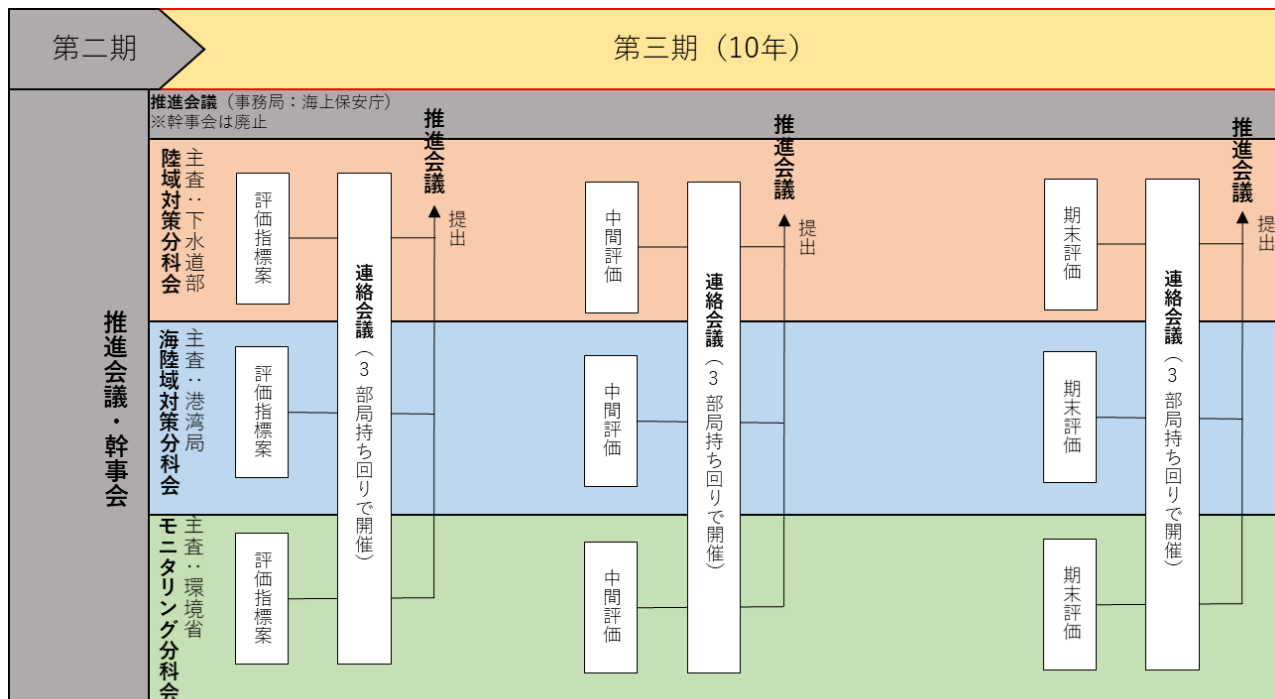 第二期
第三期（10年）
推進会議・幹事会
推進会議（事務局：海上保安庁）
※幹事会は廃止
推進会議
推進会議
推進会議
陸域対策分科会
主査：下水道部
評価指標案
連絡会議（３部局持ち回りで開催）
提出
中間評価
連絡会議（３部局持ち回りで開催）
提出
期末評価
連絡会議（３部局持ち回りで開催）
提出
海陸域対策分科会
主査：港湾局
評価指標案
中間評価
期末評価
モニタリング分科会
主査：環境省
評価指標案
中間評価
期末評価